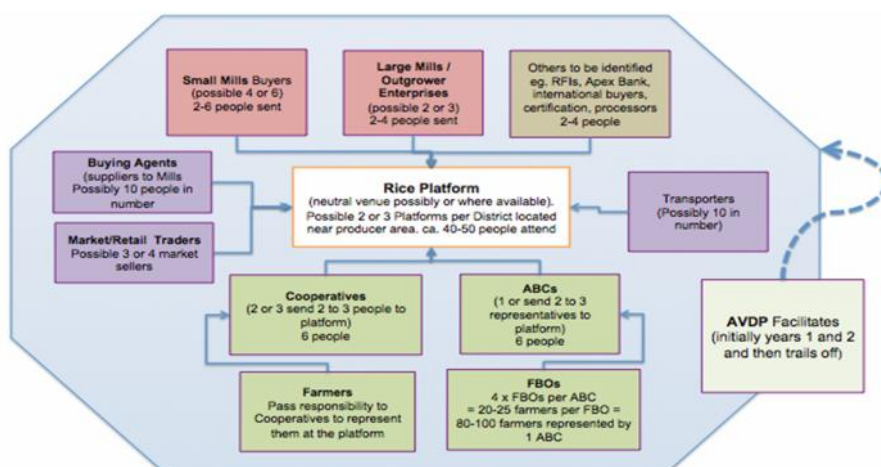 Small Mills Buyers
(possible 4 or 6)
2-6 people sent
Large Mills /
Outgrower
Enterprises
(possible 2 or 3)
2-4 people sent
Others to be identified
eg. RFIs, Apex Bank,
international buyers,
certification, processors
2-4 people
Buying Agents
(suppliers to Mills
Possibly 10 people in
number)
Rice Platform
(neutral venue possibly or where available).
Possible 2 or 3 Platforms per District located
near producer area. ca. 40-50 people attend
Transporters
(Possibly 10 in
number)
Market/Retail Traders
Possible 3 or 4 market
sellers
Cooperatives
(2 or 3 send 2 to 3 people to
platform)
6 people
ABCs
(1 or send 2 to 3
representatives to
platform)
6 people
AVDP Facilitates
(initially years 1 and 2
and then trails off)
Farmers
Pass responsibility to
Cooperatives to represent
them at the platform
FBOs
4 x FBOs per ABC
= 20-25 farmers per FBO =
80-100 farmers represented by
1 ABC